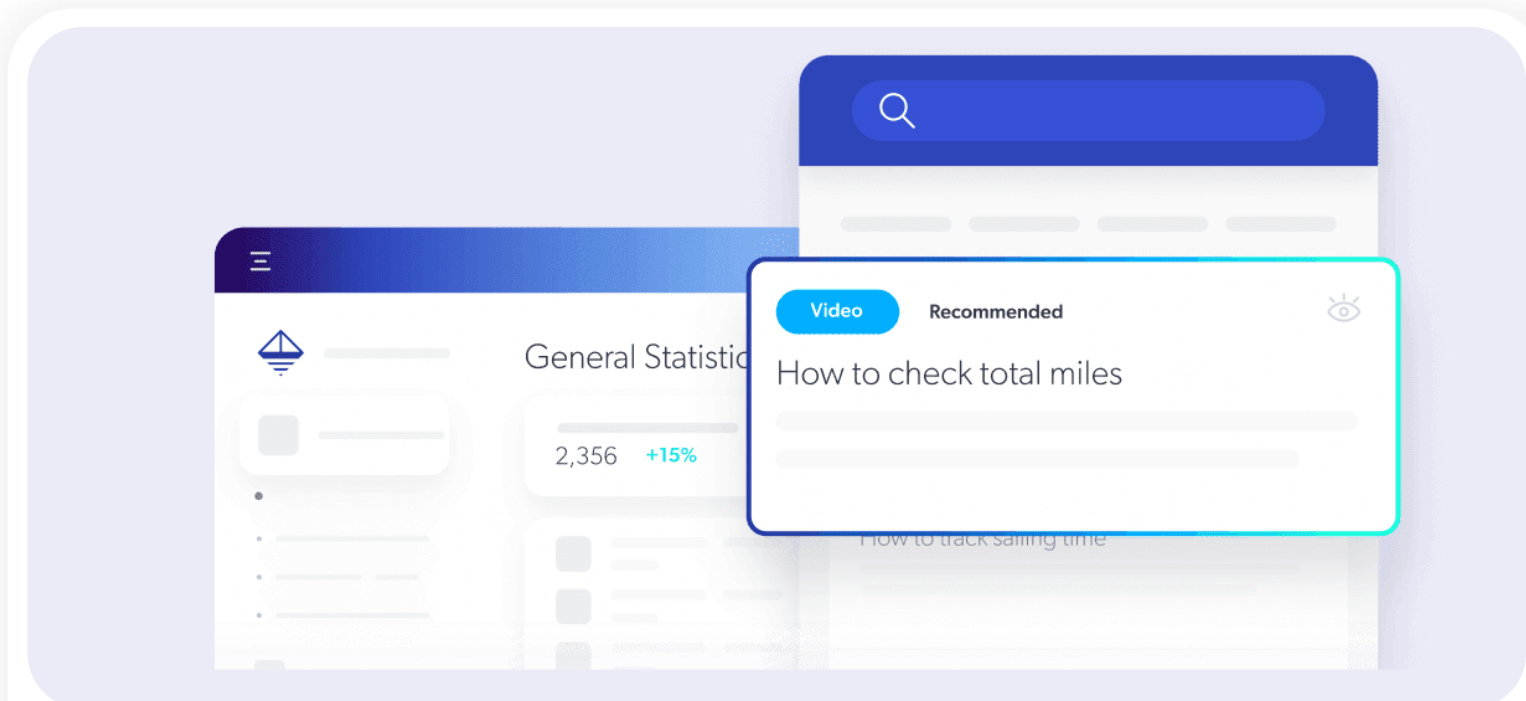 General Statistic
2,356 +15%
Video Recommended
How to check total miles
How to track sailing time